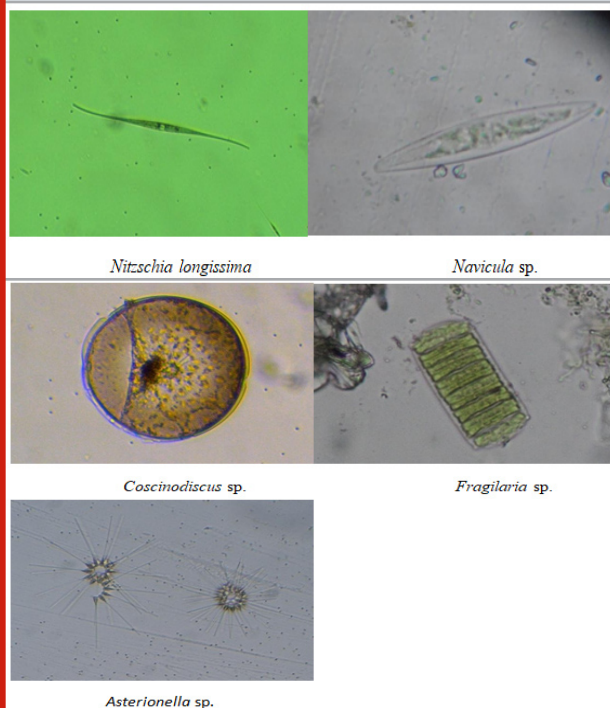 Nitzschia longissima
Navicula sp.
Coscinodiscus sp.
Fragilaria sp.
Asterionella sp.